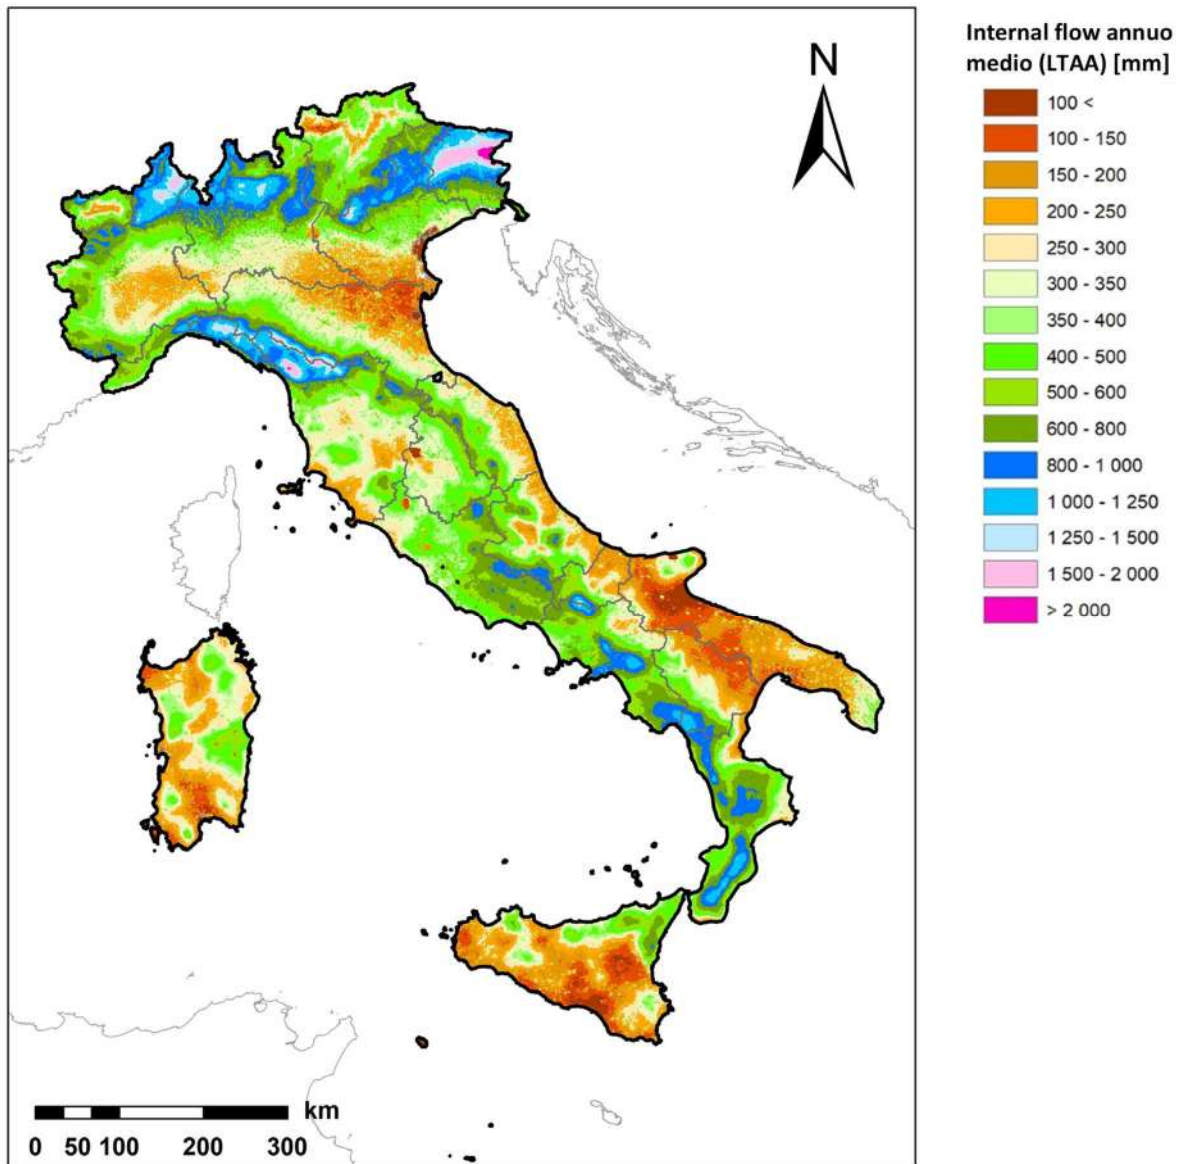 Internal flow annuo
medio (LTAA) [mm]
N
100 <
100 - 150
150 - 200
200 - 250
250 - 300
300 - 350
350 - 400
400 - 500
500 - 600
600 - 800
800 - 1 000
1 000 - 1 250
1 250 - 1 500
1 500 - 2 000
> 2 000
km
0 50 100 200 300